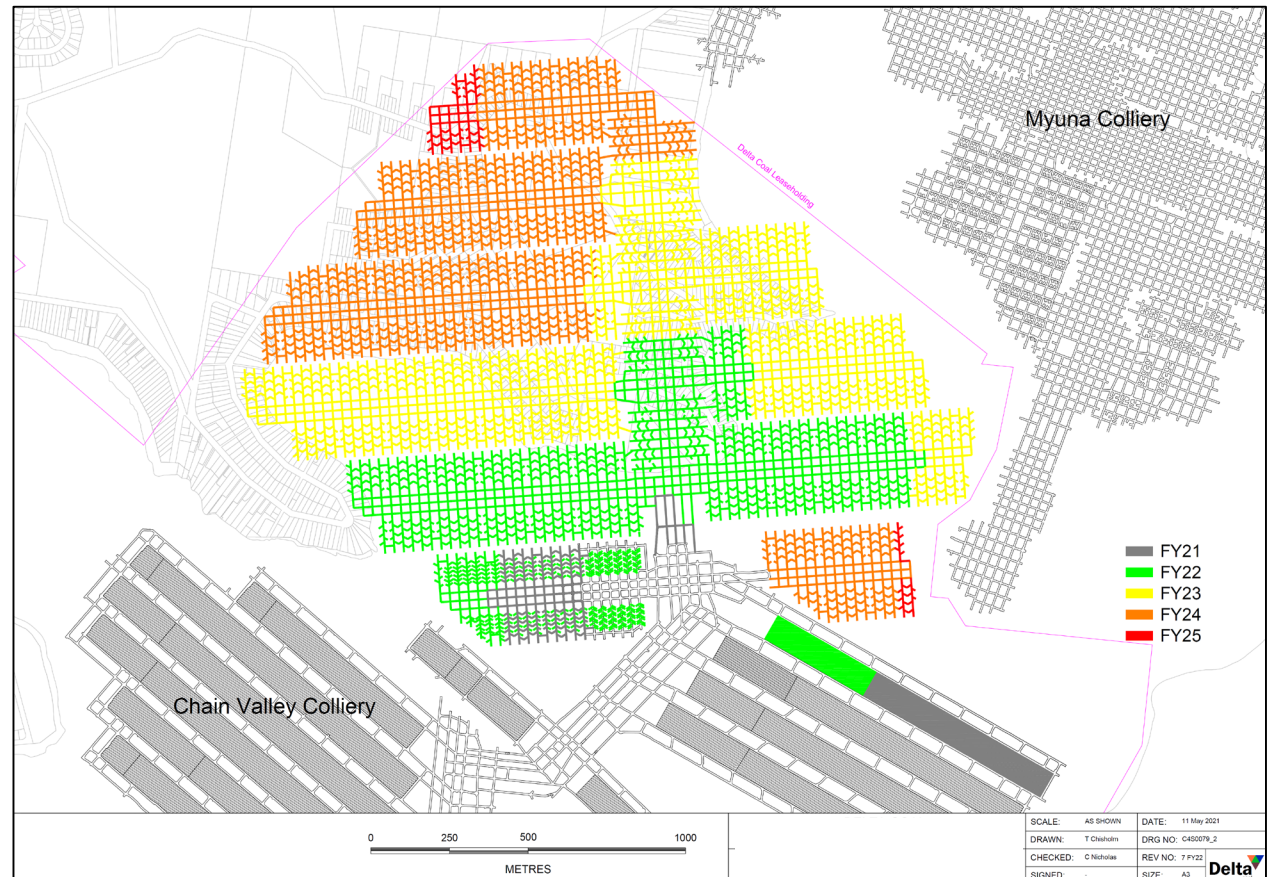 Myuna Colliery
Delta Coal Leaseholding
FY21
FY22
FY23
FY24
FY25
Chain Valley Colliery
0 250 500 1000
METRES
SCALE: AS SHOWN DATE: 11 May 2021
DRAWN: T Chisholm DRG NO: C4S0079_2
CHECKED: C Nicholas REV NO: 7 FY22
SIGNED: - SIZE: A3
Delta